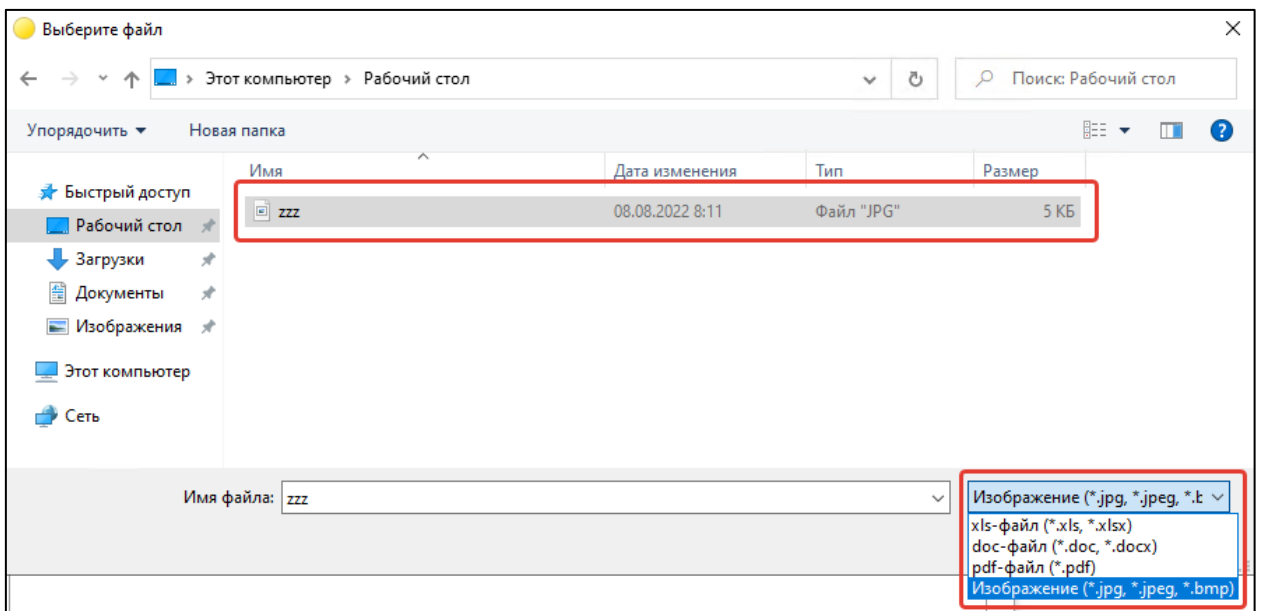 Выберите файл
Этот компьютер > Рабочий стол
Поиск: Рабочий стол
Упорядочить
Новая папка
Имя Дата изменения Тип Размер
Быстрый доступ
zzz 08.08.2022 8:11 Файл "JPG" 5 КБ
Рабочий стол
Загрузки
Документы
Изображения
Этот компьютер
Сеть
Имя файла: zzz
Изображение (*.jpg, *.jpeg, *.b
xls-файл (*.xls, *.xlsx)
doc-файл (*.doc, *.docx)
pdf-файл (*.pdf)
Изображение (*.jpg, *.jpeg, *.bmp)